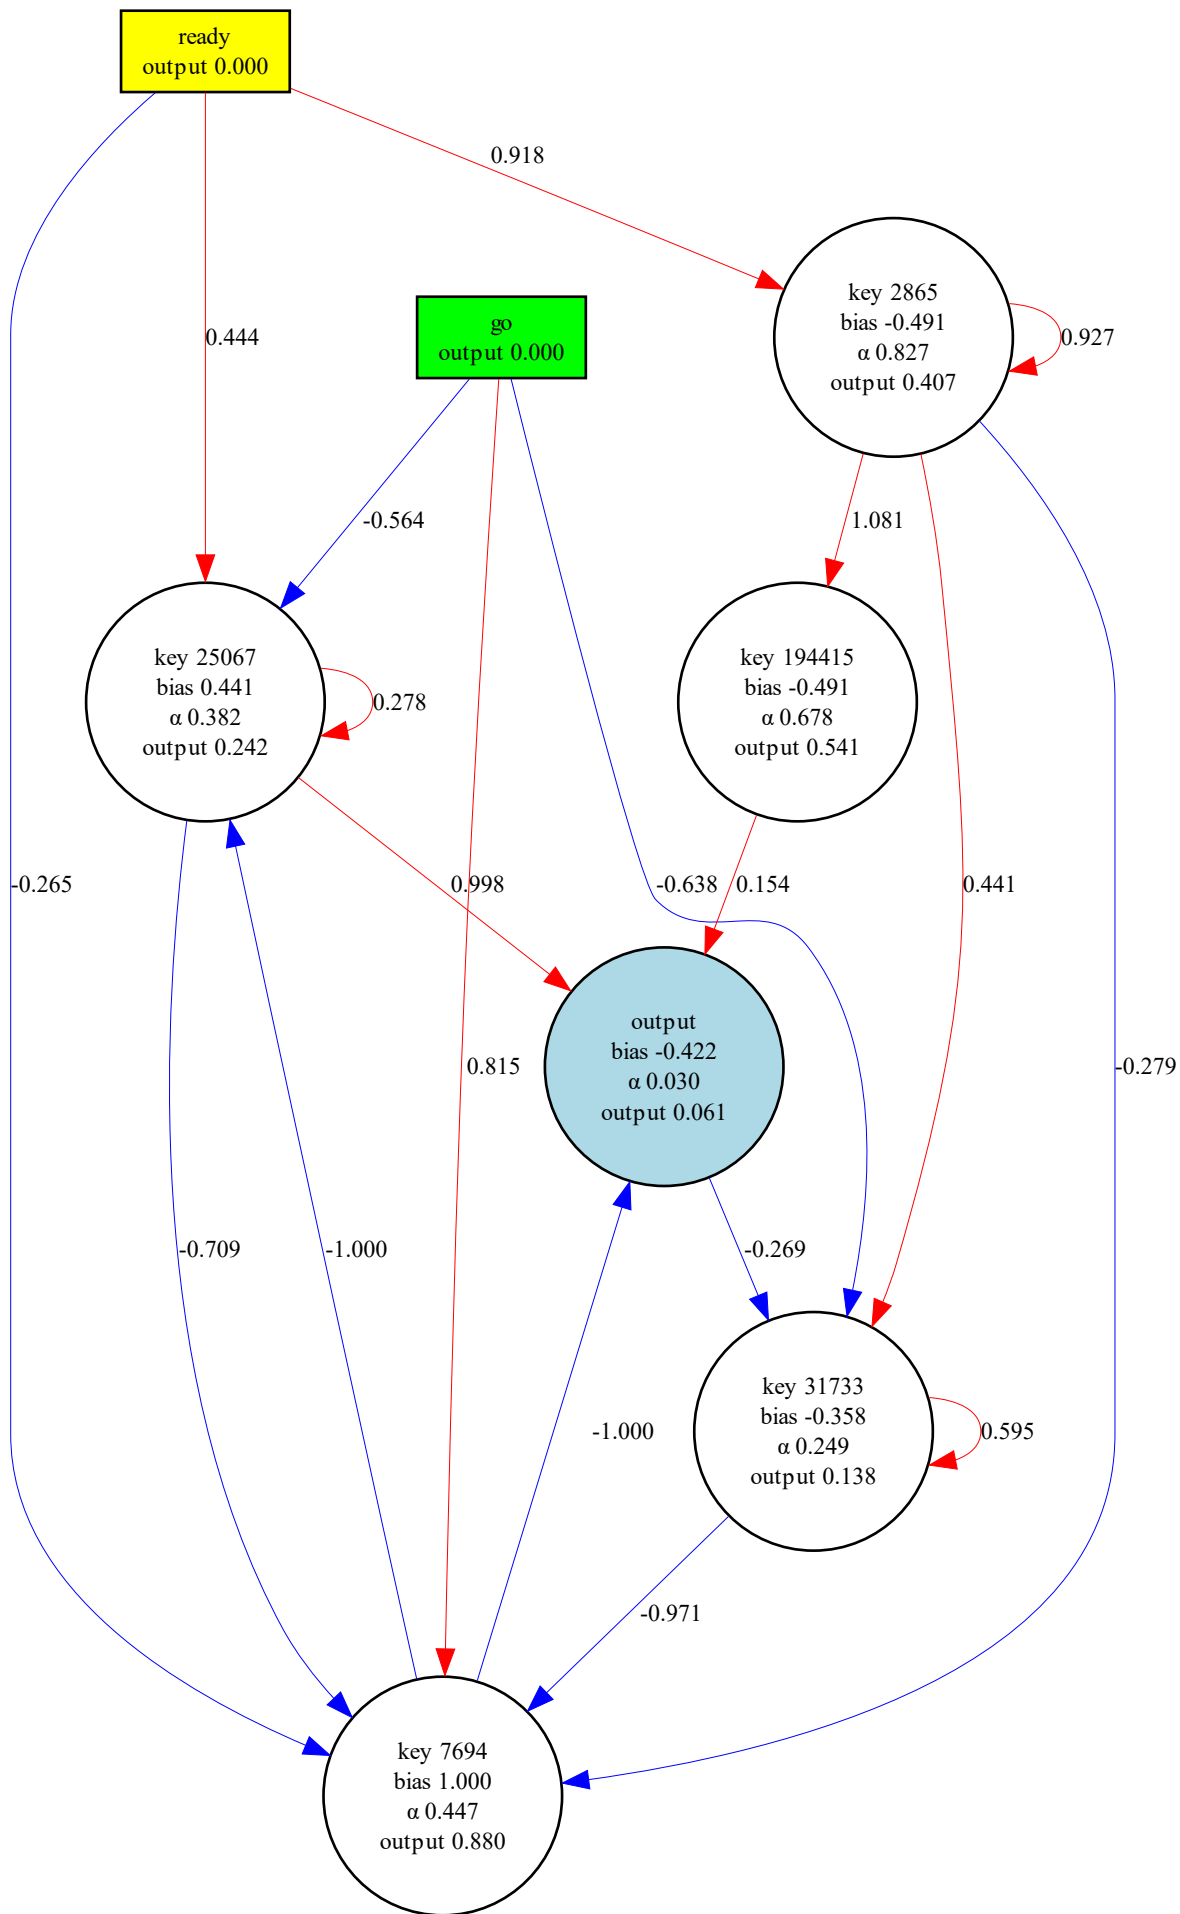 ready
output 0.000
0.918
key 2865
bias -0.491
α 0.827
output 0.407
0.927
go
output 0.000
0.444
-0.564
1.081
key 25067
bias 0.441
α 0.382
output 0.242
0.278
key 194415
bias -0.491
α 0.678
output 0.541
-0.265
0.998
-0.638
0.154
0.441
output
bias -0.422
α 0.030
output 0.061
0.815
-0.279
-0.709
-1.000
-0.269
-1.000
key 31733
bias -0.358
α 0.249
output 0.138
0.595
-0.971
key 7694
bias 1.000
α 0.447
output 0.880